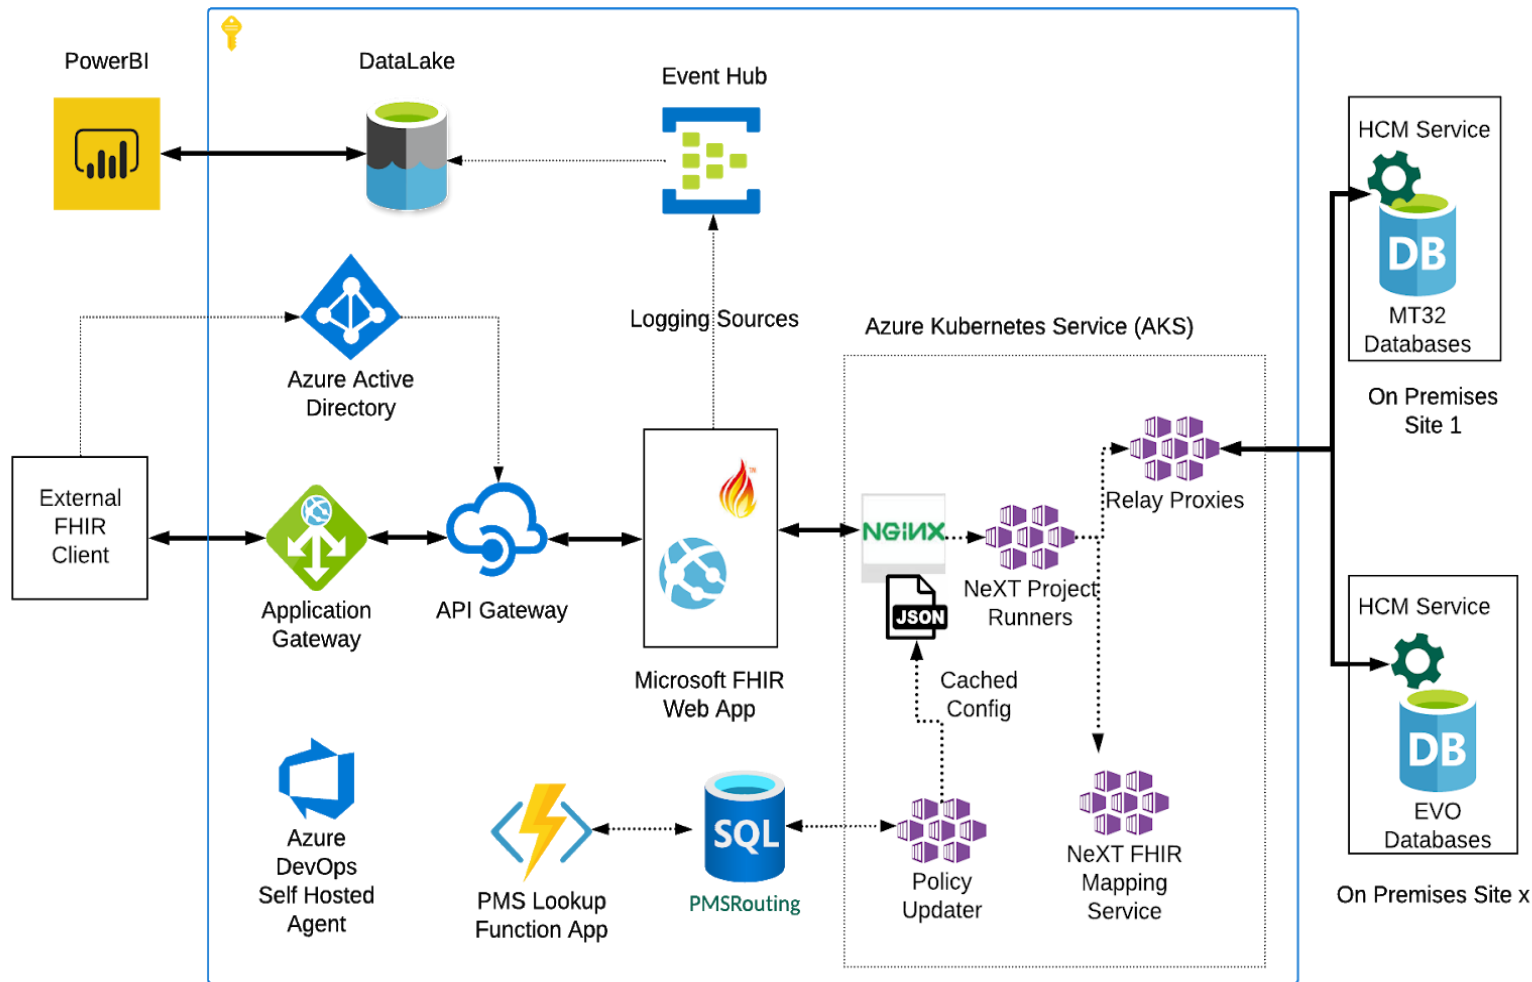 PowerBI
DataLake
Event Hub
HCM Service
DB
MT32
Databases
On Premises
Site 1
Logging Sources
Azure Kubernetes Service (AKS)
Azure Active
Directory
External
FHIR
Client
Application
Gateway
API Gateway
TM
Microsoft FHIR
Web App
NGiNX
JSON
NeXT Project
Runners
Relay Proxies
Cached
Config
HCM Service
DB
EVO
Databases
On Premises Site x
Azure
DevOps
Self Hosted
Agent
PMS Lookup
Function App
SQL
PMSRouting
Policy
Updater
NeXT FHIR
Mapping
Service